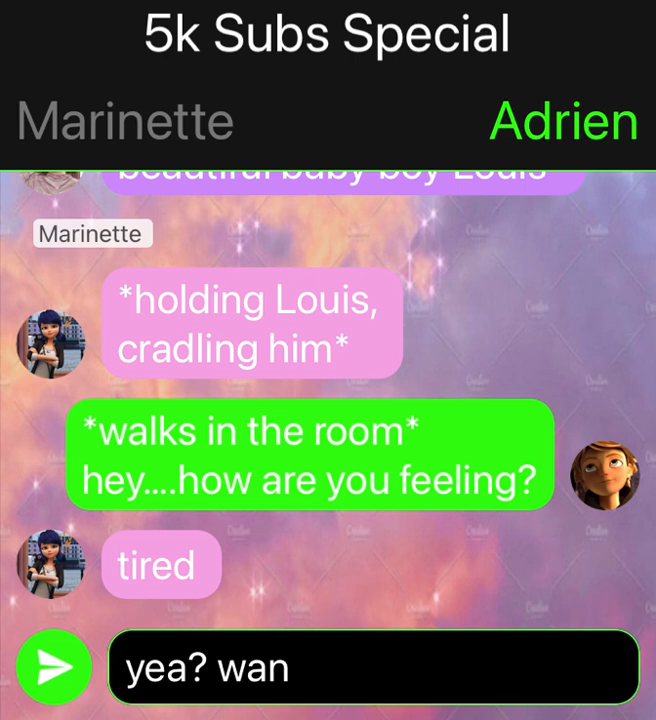 5k Subs Special
Marinette
Adrien
beautiful baby boy Louis
Marinette
*holding Louis,
cradling him*
*walks in the room*
hey....how are you feeling?
tired
yea? wan